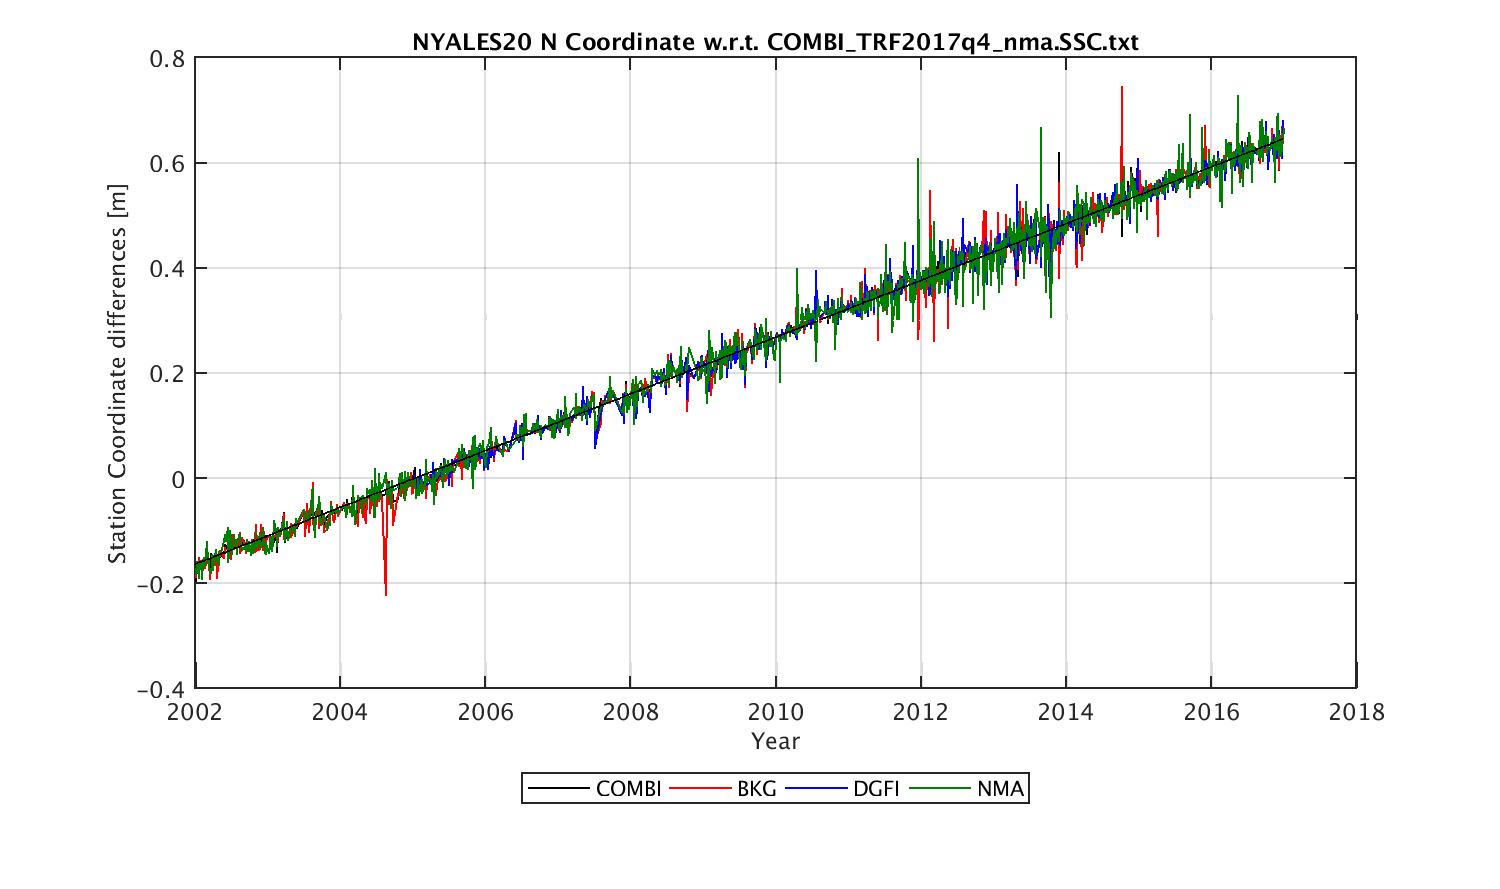 NYALES20 N Coordinate w.r.t. COMBI_TRF2017q4_nma.SSC.txt
Station Coordinate differences [m]
0.8
0.6
0.4
0.2
0
−0.2
−0.4
2002 2004 2006 2008 2010 2012 2014 2016 2018
Year
COMBI BKG DGFI NMA